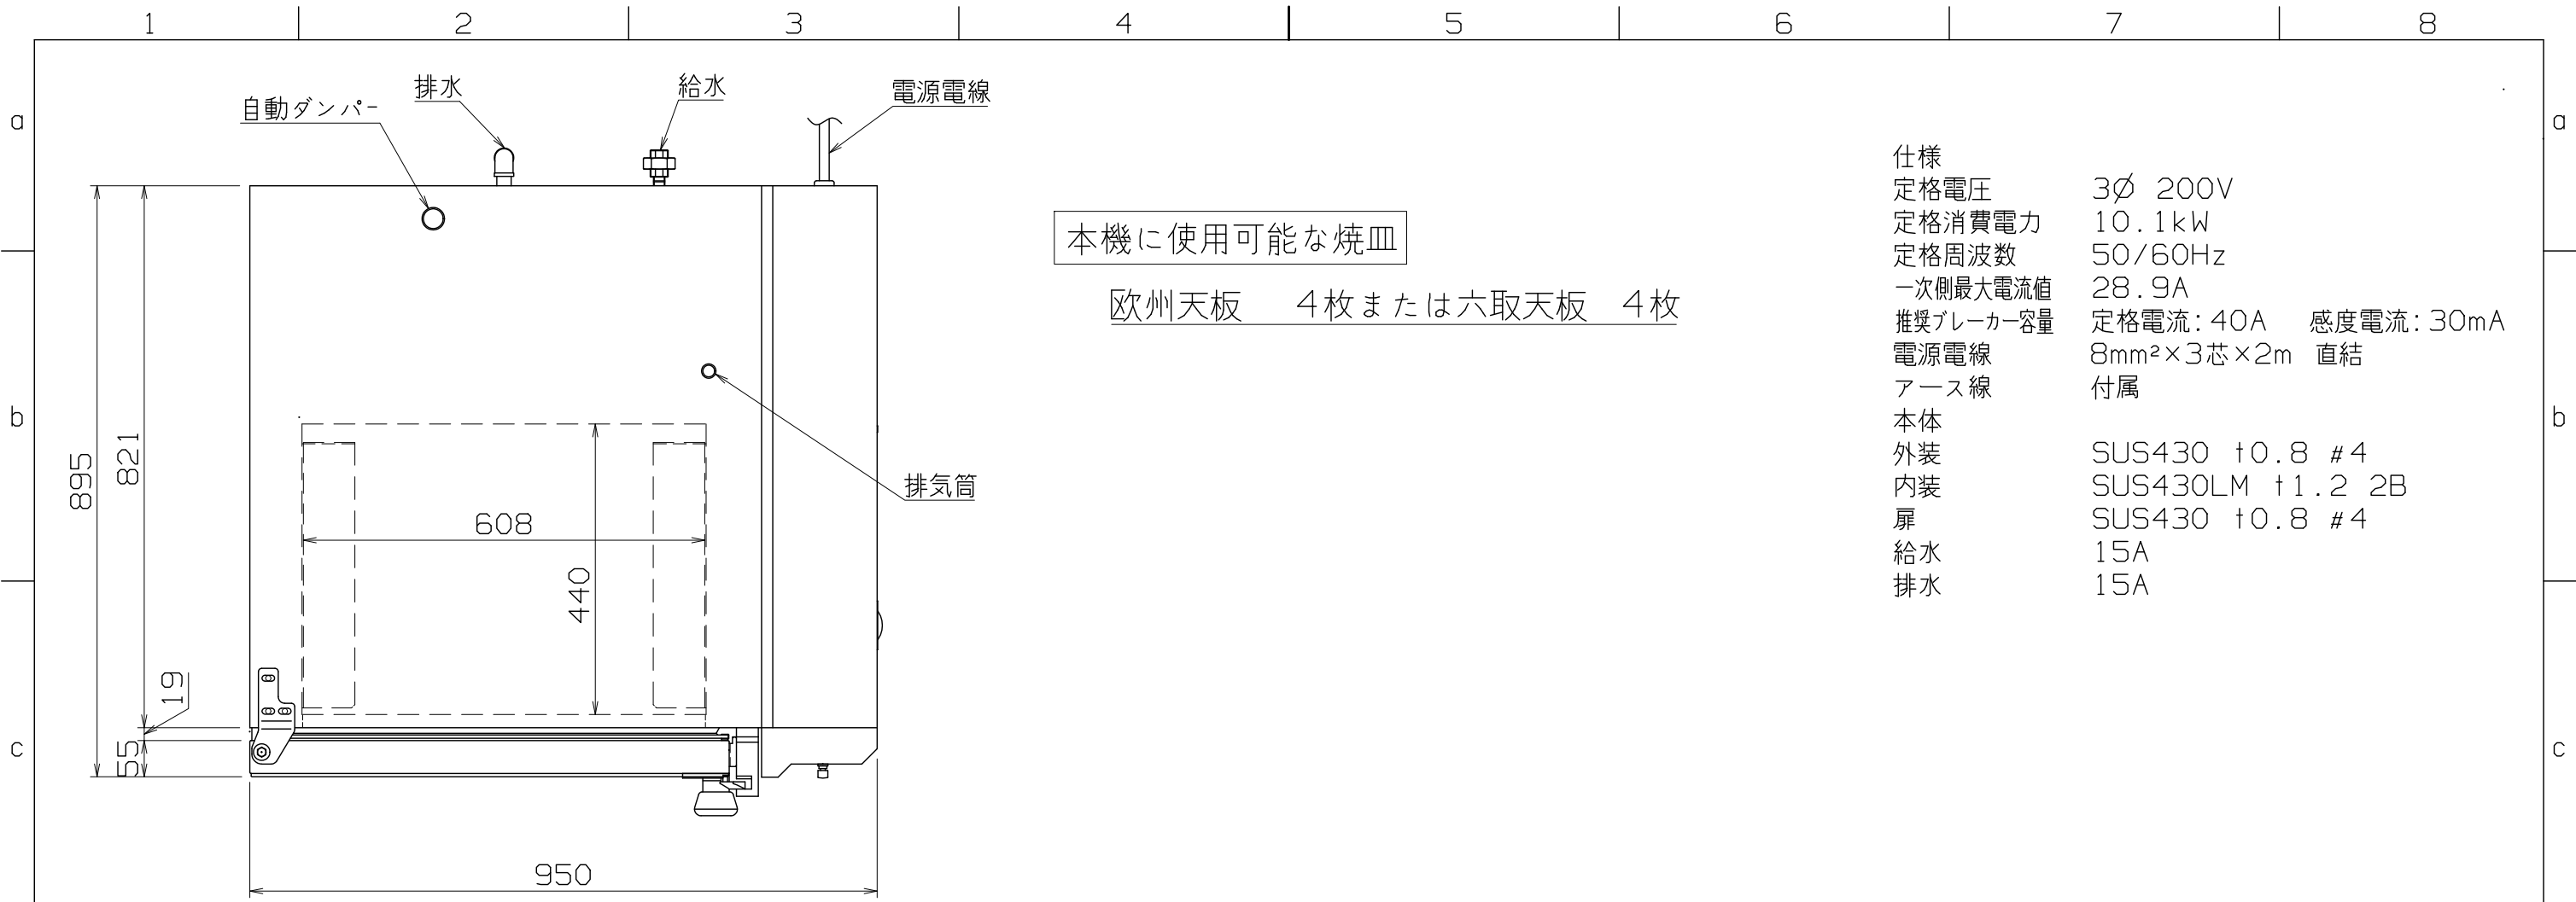 1 2 3 4 5 6 7 8
a a
自動ダンパー
排水
給水
電源電線
本機に使用可能な焼皿
欧州天板 4枚または六取天板 4枚
仕様
定格電圧 3Ø 200V
定格消費電力 10.1kW
定格周波数 50/60Hz
一次側最大電流値 28.9A
推奨ブレーカー容量 定格電流:40A 感度電流:30mA
電源電線 8mm²×3芯×2m 直結
アース線 付属
本体
外装 SUS430 t0.8 #4
内装 SUS430LM t1.2 2B
扉 SUS430 t0.8 #4
給水 15A
排水 15A
b b
895
821
排気筒
608
440
19
55
c c
950